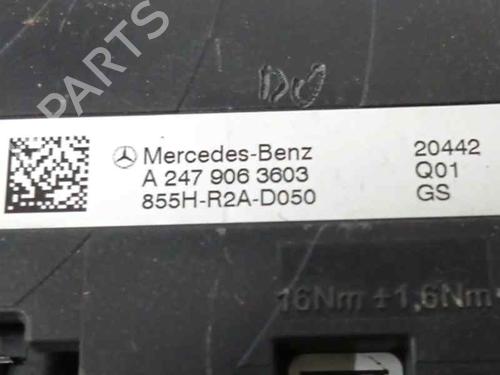 PARTS
Mercedes-Benz 20442
A 247 906 3603 Q01
855H-R2A-D050 GS
16Nm ±1,6Nm